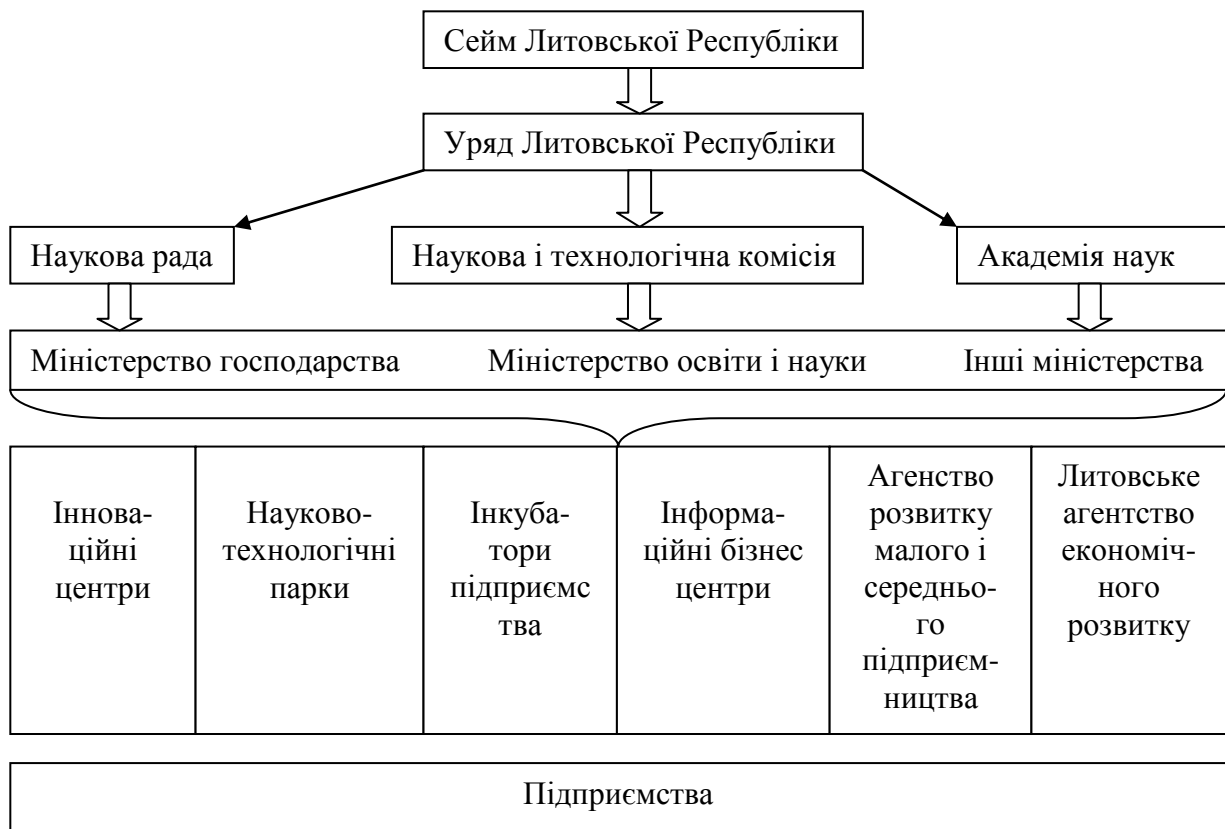 Сейм Литовської Республіки
Уряд Литовської Республіки
Наукова рада
Наукова і технологічна комісія
Академія наук
Міністерство господарства
Міністерство освіти і науки
Інші міністерства
Іннова-
ційні
центри
Науково-
технологічні
парки
Інкуба-
тори
підприємс
тва
Інформа-
ційні бізнес
центри
Агенство
розвитку
малого і
середньо-
го
підприєм-
ництва
Литовське
агентство
економіч-
ного
розвитку
Підприємства